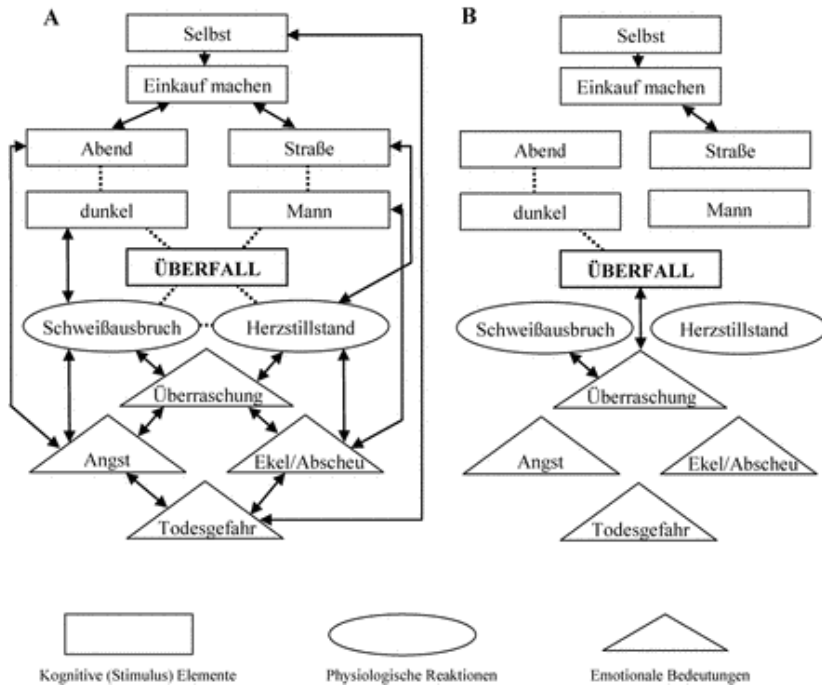 A
Selbst
Einkauf machen
Abend
Straße
dunkel
Mann
ÜBERFALL
Schweißausbruch
Herzstillstand
Überraschung
Angst
Ekel/Abscheu
Todesgefahr
B
Selbst
Einkauf machen
Abend
Straße
dunkel
Mann
ÜBERFALL
Schweißausbruch
Herzstillstand
Überraschung
Angst
Ekel/Abscheu
Todesgefahr
Kognitive (Stimulus) Elemente
Physiologische Reaktionen
Emotionale Bedeutungen